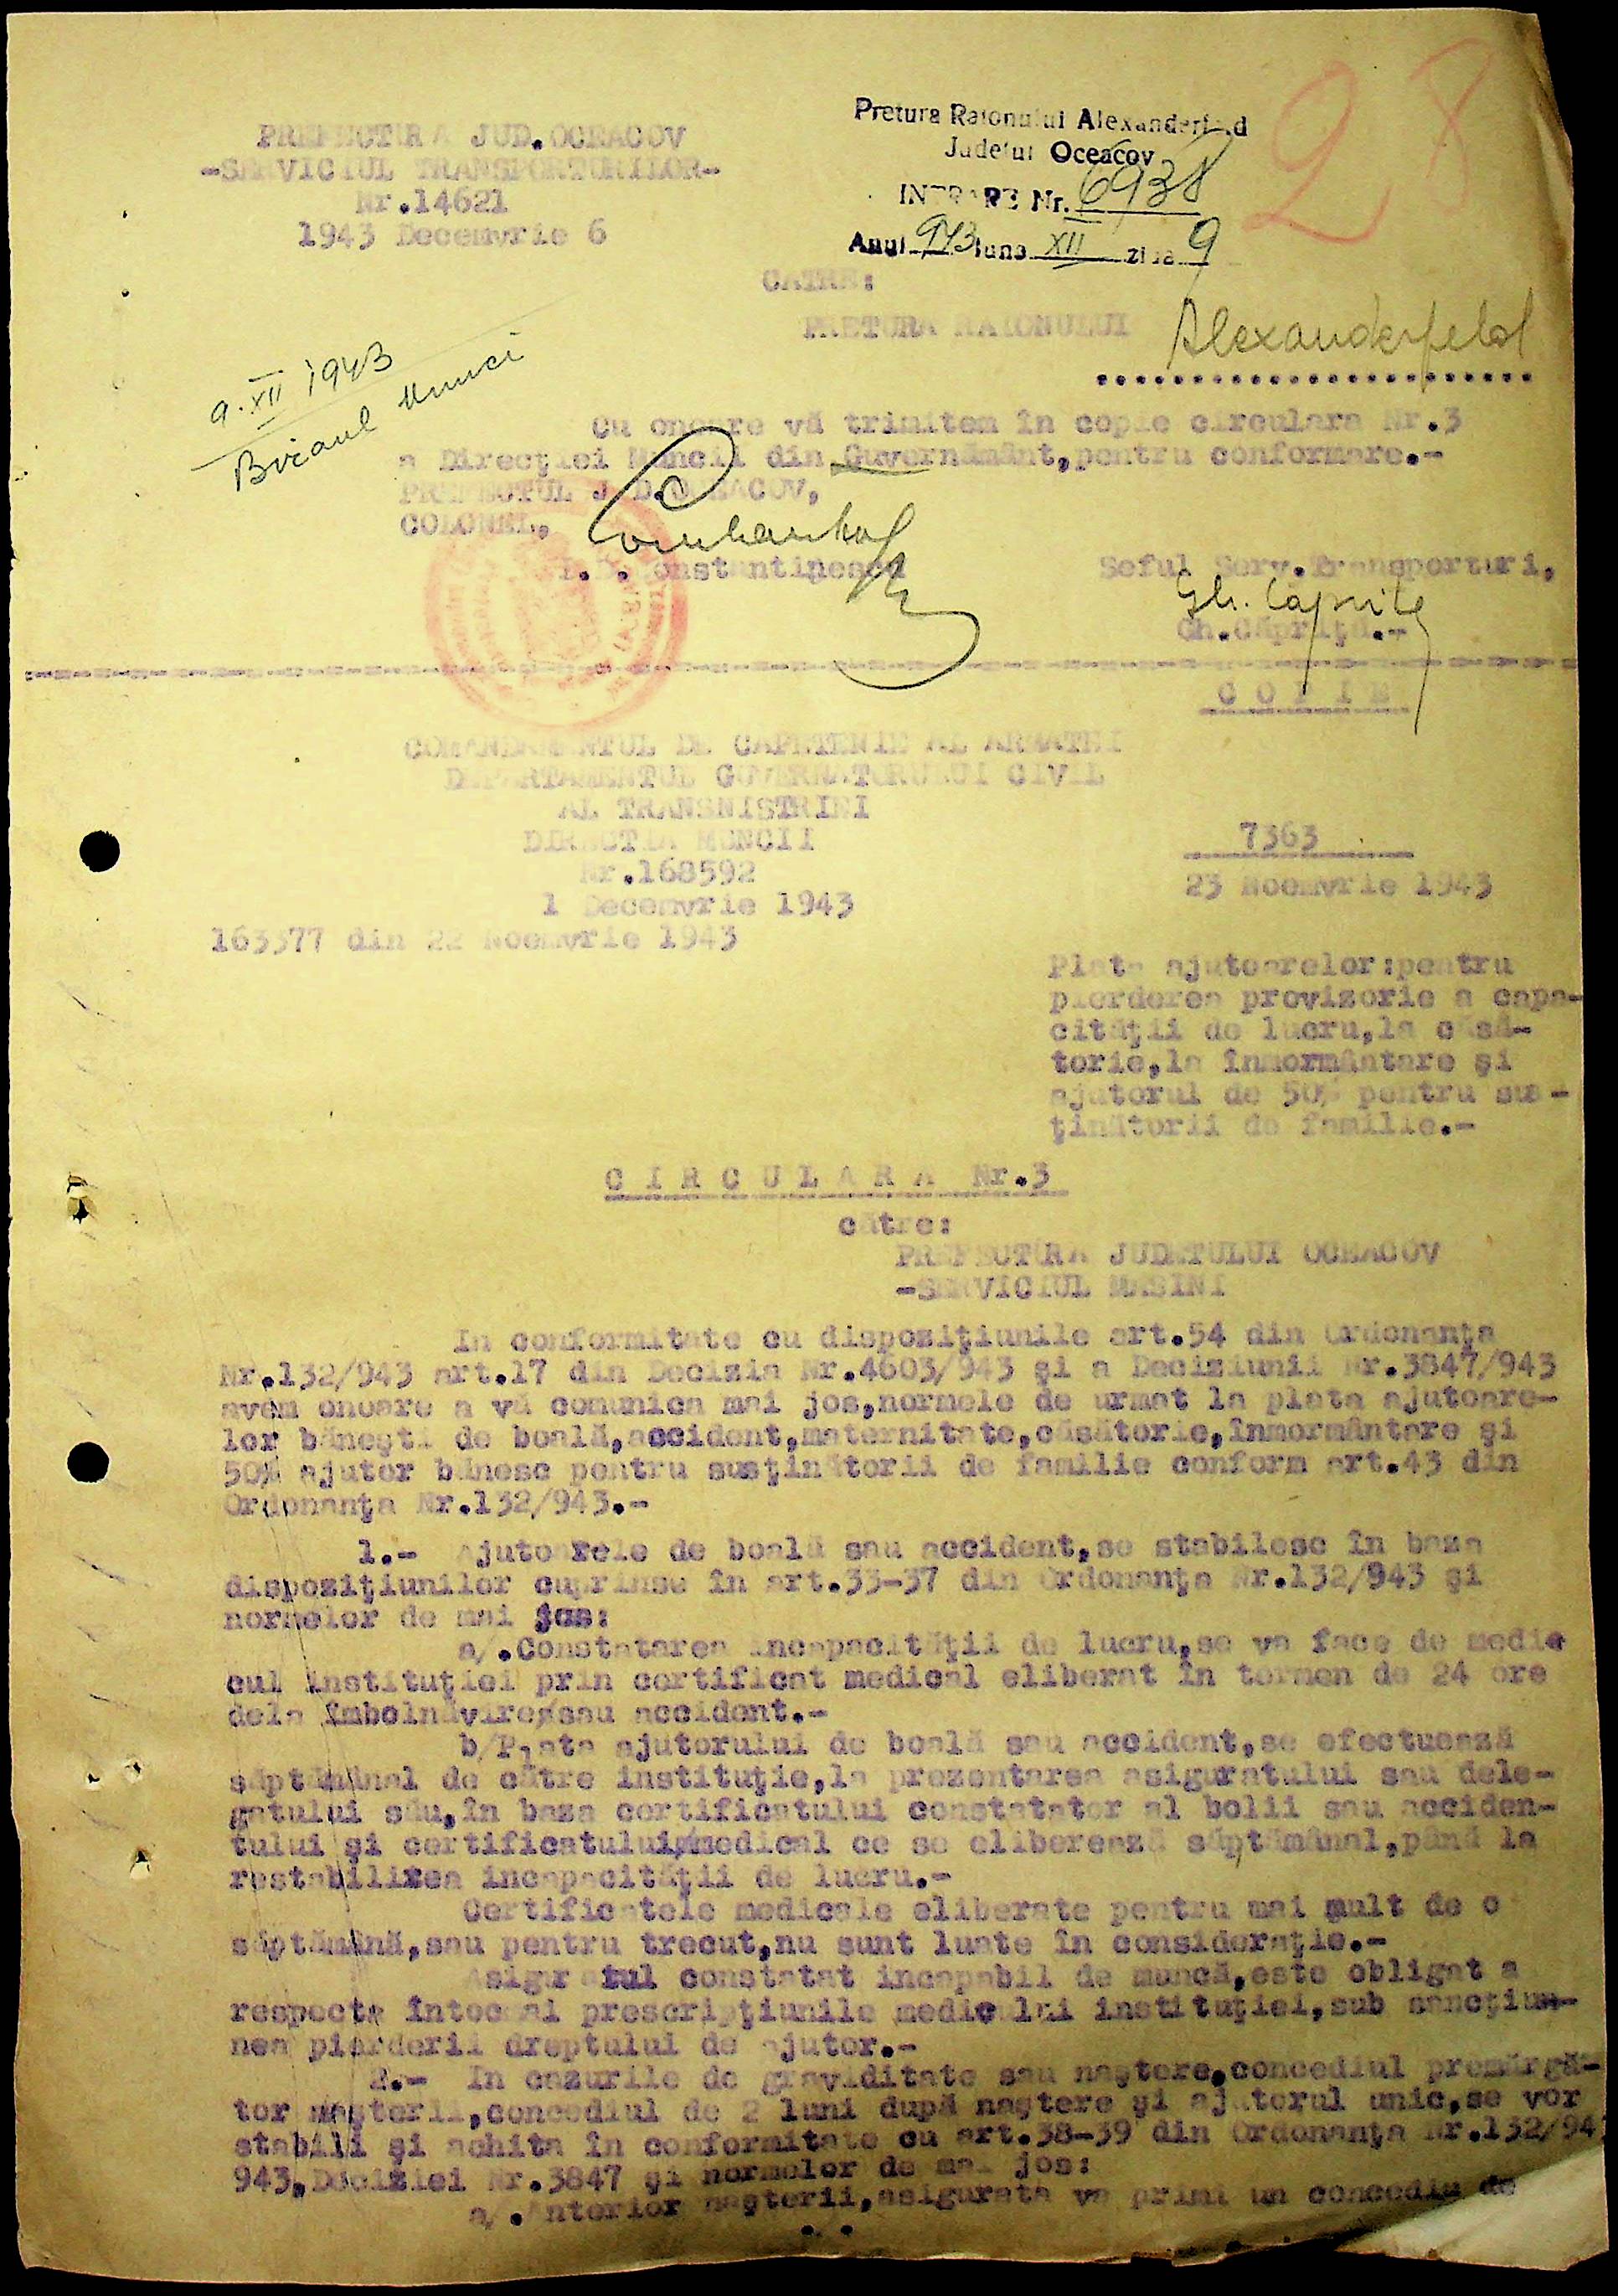 28
PREFECTURA JUD.OCEACOV
-SERVICIUL TRANSPORTURILOR-
Nr.14621
1943 Decemvrie 6
Pretura Raionului Alexanderfeld
Judetul Oceacov
INTRARE Nr. 6938
Anul 943 luna XII ziua 9
CATRE:
PRETURA RAIONULUI Alexanderfeld
9.XII 1943
Biroul Muncii
Cu onoare vă trimitem în copie circulara Nr.3
a Direcţiei Muncii din Guvernământ,pentru conformare.-
PREFECTUL JUD.OCEACOV,
COLONEL,
Constantinescu
Seful Serv.Transporturi,
Gh. Căpriţă
Gh.Căpriţă.-
C O P I E
COMANDAMENTUL DE CAPETENIE AL ARMATEI
DEPARTAMENTUL GUVERNATORULUI CIVIL
AL TRANSNISTRIEI
DIRECTIA MUNCII
Nr.168592
1 Decemvrie 1943
163377 din 22 Noemvrie 1943
7363
23 Noemvrie 1943
Plata ajutoarelor:pentru
pierderea provizorie a capa-
cităţii de lucru,la căsă-
torie,la înmormântare şi
ajutorul de 50% pentru sus-
ţinătorii de familie.-
C I R C U L A R A Nr.3
către:
PREFECTURA JUDETULUI OCEACOV
-SERVICIUL MASINI
In conformitate cu dispoziţiunile art.54 din Ordonanţa
Nr.132/943 art.17 din Decizia Nr.4603/943 şi a Deciziunii Nr.3847/943
avem onoare a vă comunica mai jos,normele de urmat la plata ajutoare-
lor băneşti de boală,accident,maternitate,căsătorie,înmormântare şi
50% ajutor bănesc pentru susţinătorii de familie conform art.43 din
Ordonanţa Nr.132/943.-
1.- Ajutoarele de boală sau accident,se stabilesc în baza
dispoziţiunilor cuprinse în art.33-37 din Ordonanţa Nr.132/943 şi
normelor de mai jos:
a/.Constatarea incapacităţii de lucru,se va face de medi
cul instituţiei prin certificat medical eliberat în termen de 24 ore
dela îmbolnăvire/sau accident.-
b/Plata ajutorului de boală sau accident,se efectuează
săptămânal de către instituţie,la prezentarea asiguratului sau dele-
gatului său,în baza certificatului constatator al bolii sau acciden-
tului şi certificatului medical ce se eliberează săptămânal,până la
restabilirea incapacităţii de lucru.-
Certificatele medicale eliberate pentru mai mult de o
săptămână,sau pentru trecut,nu sunt luate în consideraţie.-
Asiguratul constatat incapabil de muncă,este obligat a
respecta întocmai prescripţiunile medicului instituţiei,sub sancţiu-
nea pierderii dreptului de ajutor.-
2.- In cazurile de graviditate sau naştere,concediul premărgă-
tor naşterii,concediul de 2 luni după naştere şi ajutorul unic,se vor
stabili şi achita în conformitate cu art.38-39 din Ordonanţa Nr.132/943
943,Deciziei Nr.3847 şi normelor de mai jos:
a/.Anterior naşterii,asigurata va primi un concediu de